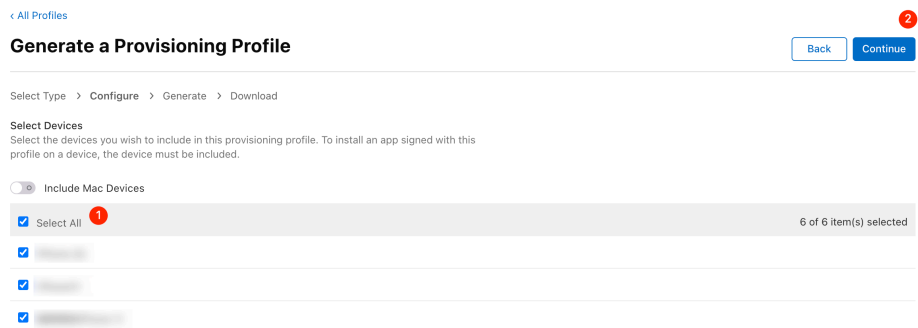 ‹ All Profiles
2
Generate a Provisioning Profile
Back
Continue
Select Type > Configure > Generate > Download
Select Devices
Select the devices you wish to include in this provisioning profile. To install an app signed with this
profile on a device, the device must be included.
Include Mac Devices
Select All
1
6 of 6 item(s) selected